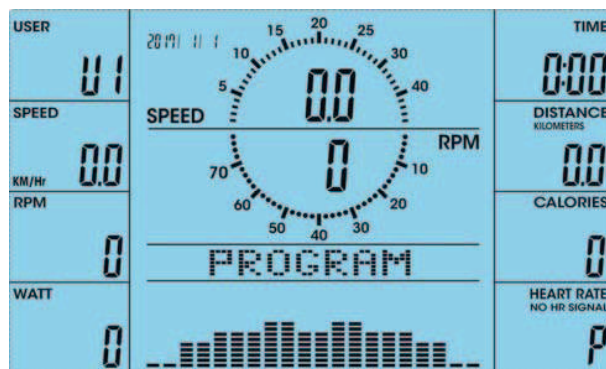 USER
U1
SPEED
KM/Hr 0.0
RPM
0
WATT
0
2017/ 1/ 1
5 10 15 20 25 30 40
0.0
SPEED
RPM
0
70 60 50 40 30 20 10
PROGRAM
TIME
0:00
DISTANCE
KILOMETERS
0.0
CALORIES
0
HEART RATE
NO HR SIGNAL
P